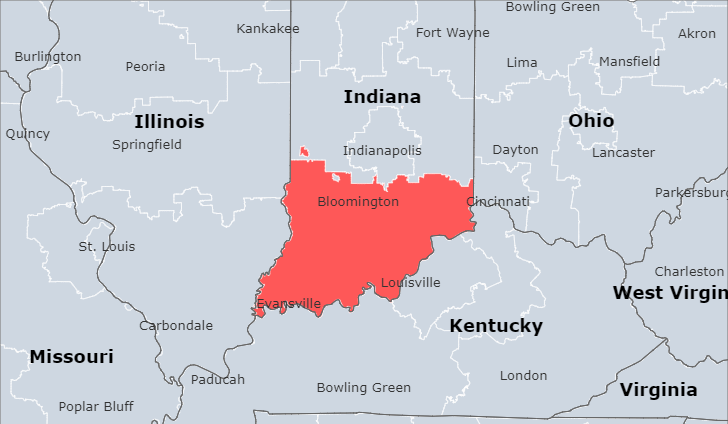 Bowling Green
Kankakee
Fort Wayne
Akron
Burlington
Peoria
Lima
Mansfield
Indiana
Illinois
Ohio
Quincy
Springfield
Indianapolis
Dayton
Lancaster
Bloomington
Cincinnati
Parkersburg
St. Louis
Charleston
Louisville
West Virgin
Evansville
Carbondale
Kentucky
Missouri
Paducah
Bowling Green
London
Virginia
Poplar Bluff